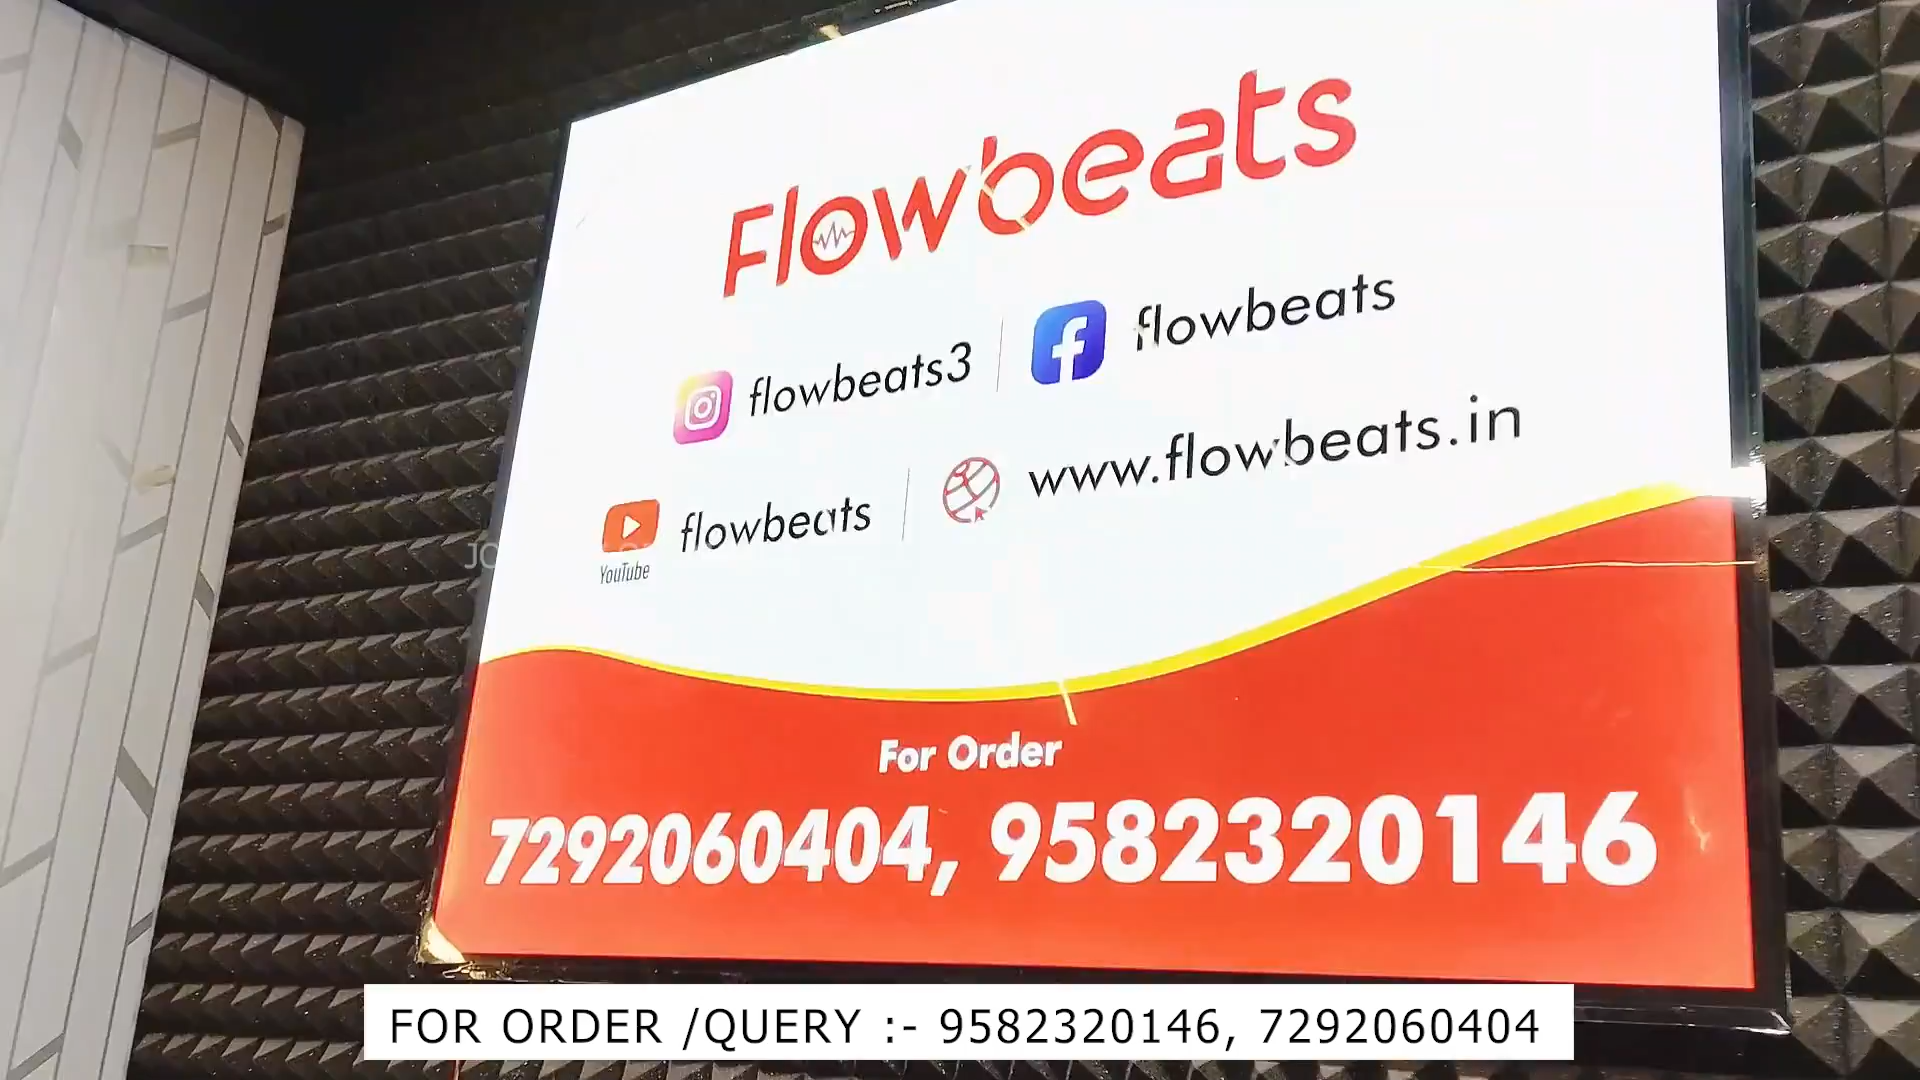 Flowbeats
flowbeats3
flowbeats
YouTube
flowbeats
www.flowbeats.in
For Order
7292060404, 9582320146
FOR ORDER /QUERY :- 9582320146, 7292060404